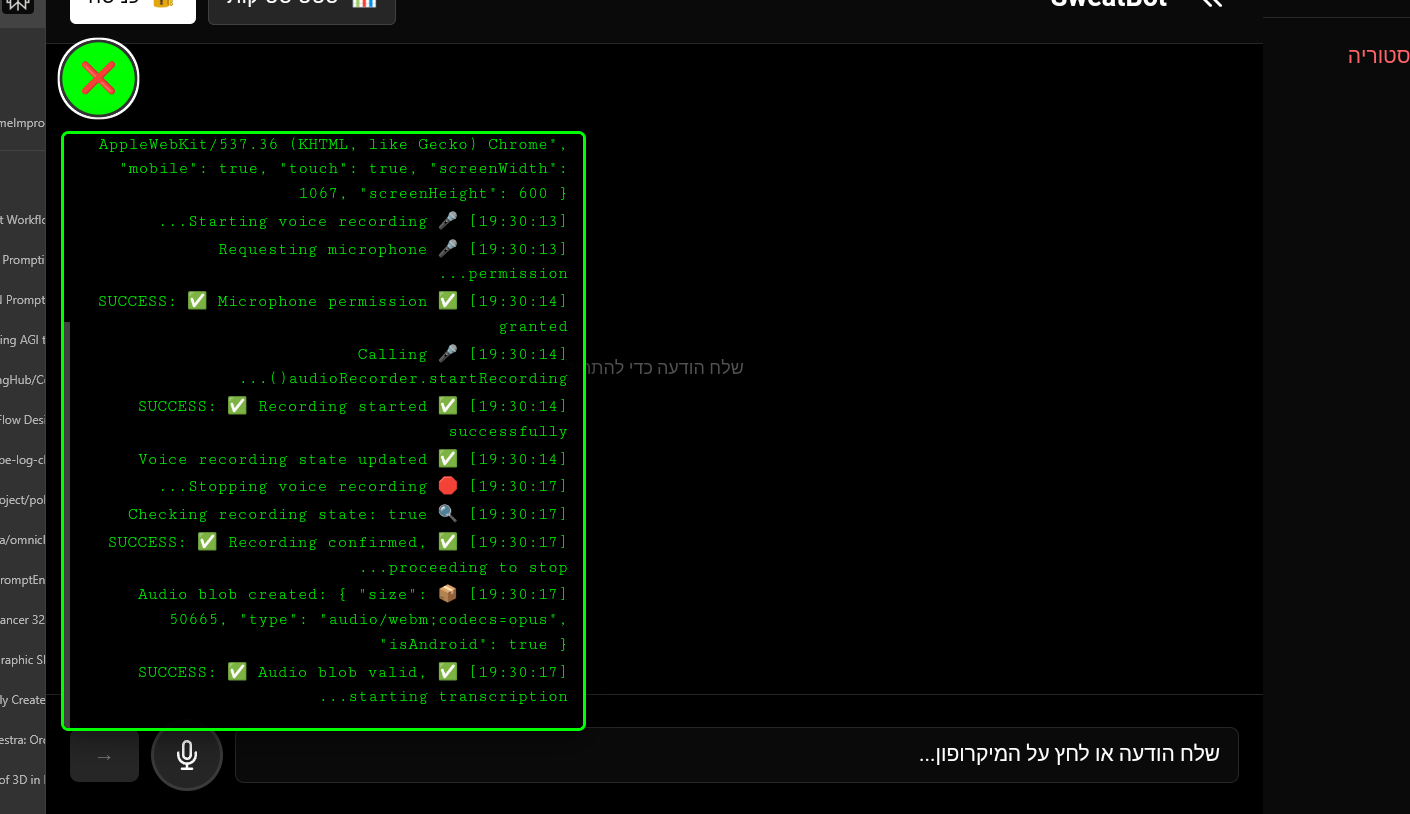 SweatBot
סטוריה
meImpro
t Workflo
Prompti
N Prompt
ing AGI t
ngHub/Co
Flow Desi
pe-log-cl
oject/pol
a/omnicl
romptEn
ancer 32
raphic Sl
ly Create
estra: Ord
of 3D in
AppleWebKit/537.36 (KHTML, like Gecko) Chrome",
"mobile": true, "touch": true, "screenWidth":
1067, "screenHeight": 600 }
[19:30:13] 🎤 Starting voice recording...
[19:30:13] 🎤 Requesting microphone
permission...
[19:30:14] ✅ SUCCESS: ✅ Microphone permission
granted
[19:30:14] 🎤 Calling
audioRecorder.startRecording()...
[19:30:14] ✅ SUCCESS: ✅ Recording started
successfully
[19:30:14] ✅ Voice recording state updated
[19:30:17] 🛑 Stopping voice recording...
[19:30:17] 🔍 Checking recording state: true
[19:30:17] ✅ SUCCESS: ✅ Recording confirmed,
proceeding to stop...
[19:30:17] 📦 Audio blob created: { "size":
50665, "type": "audio/webm;codecs=opus",
"isAndroid": true }
[19:30:17] ✅ SUCCESS: ✅ Audio blob valid,
starting transcription...
שלח הודעה כדי להתח
שלח הודעה או לחץ על המיקרופון...